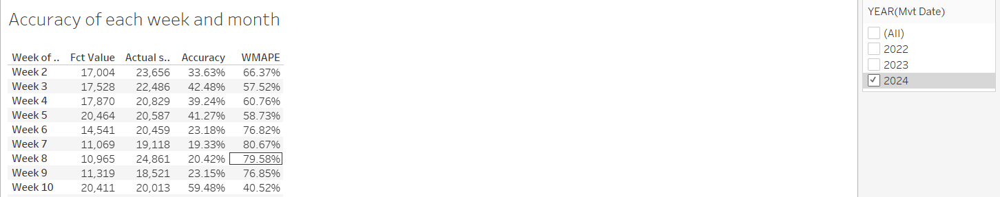 Accuracy of each week and month
Week of .. Fct Value Actual s.. Accuracy WMAPE
Week 2 17,004 23,656 33.63% 66.37%
Week 3 17,528 22,486 42.48% 57.52%
Week 4 17,870 20,829 39.24% 60.76%
Week 5 20,464 20,587 41.27% 58.73%
Week 6 14,541 20,459 23.18% 76.82%
Week 7 11,069 19,118 19.33% 80.67%
Week 8 10,965 24,861 20.42% 79.58%
Week 9 11,319 18,521 23.15% 76.85%
Week 10 20,411 20,013 59.48% 40.52%
YEAR(Mvt Date)
(All)
2022
2023
2024